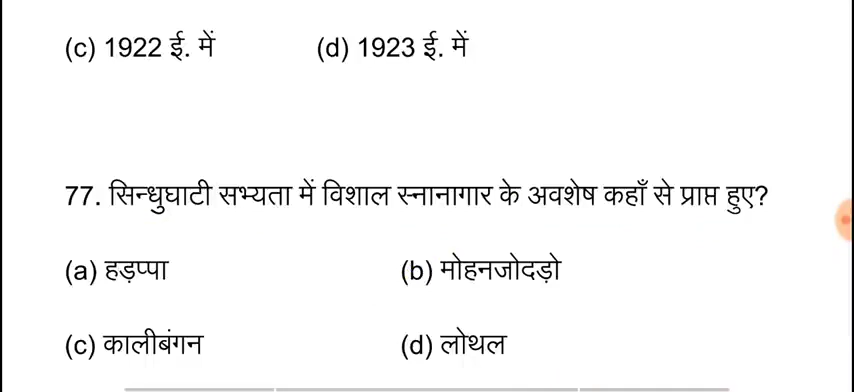 (c) 1922 ई. में (d) 1923 ई. में
77. सिन्धुघाटी सभ्यता में विशाल स्नानागार के अवशेष कहाँ से प्राप्त हुए?
(a) हड़प्पा (b) मोहनजोदड़ो
(c) कालीबंगन (d) लोथल